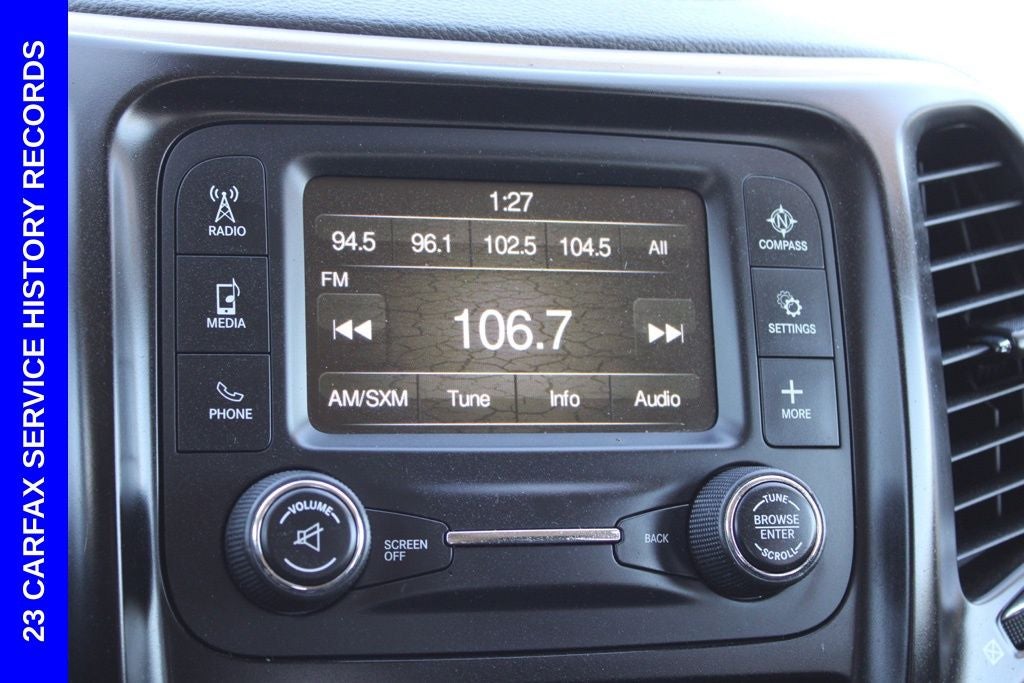 23 CARFAX SERVICE HISTORY RECORDS
1:27
94.5 96.1 102.5 104.5 All
FM
106.7
AM/SXM Tune Info Audio
RADIO
MEDIA
PHONE
N
COMPASS
SETTINGS
MORE
VOLUME
SCREEN
OFF
BACK
TUNE
BROWSE
ENTER
SCROLL